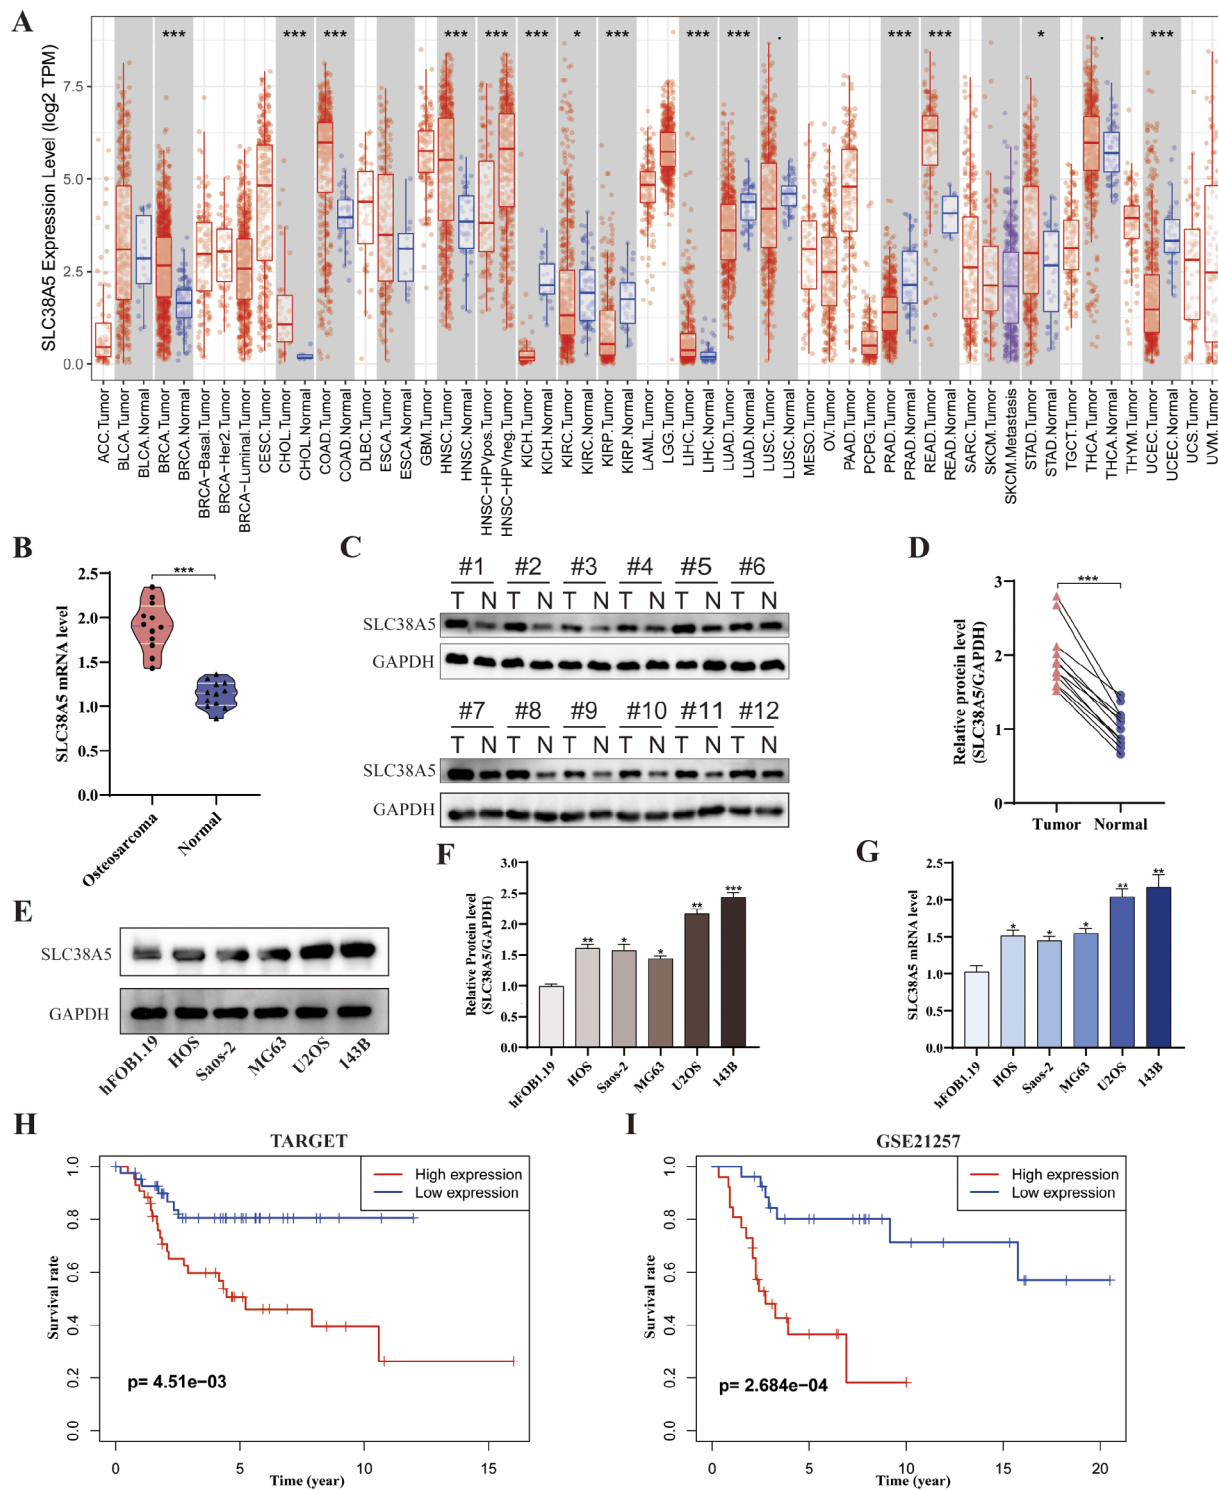 A
SLC38A5 Expression Level (log2 TPM)
*** *** *** *** *** *** * *** *** *** . *** *** * . ***
7.5
5.0
2.5
0.0
ACC.Tumor
BLCA.Tumor
BLCA.Normal
BRCA.Tumor
BRCA.Normal
BRCA−Basal.Tumor
BRCA−Her2.Tumor
BRCA−Luminal.Tumor
CESC.Tumor
CHOL.Tumor
CHOL.Normal
COAD.Tumor
COAD.Normal
DLBC.Tumor
ESCA.Tumor
ESCA.Normal
GBM.Tumor
HNSC.Tumor
HNSC.Normal
HNSC−HPVpos.Tumor
HNSC−HPVneg.Tumor
KICH.Tumor
KICH.Normal
KIRC.Tumor
KIRC.Normal
KIRP.Tumor
KIRP.Normal
LAML.Tumor
LGG.Tumor
LIHC.Tumor
LIHC.Normal
LUAD.Tumor
LUAD.Normal
LUSC.Tumor
LUSC.Normal
MESO.Tumor
OV.Tumor
PAAD.Tumor
PCPG.Tumor
PRAD.Tumor
PRAD.Normal
READ.Tumor
READ.Normal
SARC.Tumor
SKCM.Tumor
SKCM.Metastasis
STAD.Tumor
STAD.Normal
TGCT.Tumor
THCA.Tumor
THCA.Normal
THYM.Tumor
UCEC.Tumor
UCEC.Normal
UCS.Tumor
UVM.Tumor
B
SLC38A5 mRNA level
2.5
2.0
1.5
1.0
0.5
0.0
***
Osteosarcoma
Normal
C
#1 #2 #3 #4 #5 #6
T N T N T N T N T N T N
SLC38A5
GAPDH
#7 #8 #9 #10 #11 #12
T N T N T N T N T N T N
SLC38A5
GAPDH
D
Relative protein level
(SLC38A5/GAPDH)
3
2
1
0
***
Tumor Normal
E
SLC38A5
GAPDH
hFOB1.19
HOS
Saos-2
MG63
U2OS
143B
F
Relative Protein level
(SLC38A5/GAPDH)
3.0
2.5
2.0
1.5
1.0
0.5
0.0
** * * ** ***
hFOB1.19
HOS
Saos-2
MG63
U2OS
143B
G
SLC38A5 mRNA level
2.5
2.0
1.5
1.0
0.5
0.0
* * * ** **
hFOB1.19
HOS
Saos-2
MG63
U2OS
143B
H
TARGET
High expression
Low expression
Survival rate
1.0
0.8
0.6
0.4
0.2
0.0
p= 4.51e−03
0 5 10 15
Time (year)
I
GSE21257
High expression
Low expression
Survival rate
1.0
0.8
0.6
0.4
0.2
0.0
p= 2.684e−04
0 5 10 15 20
Time (year)